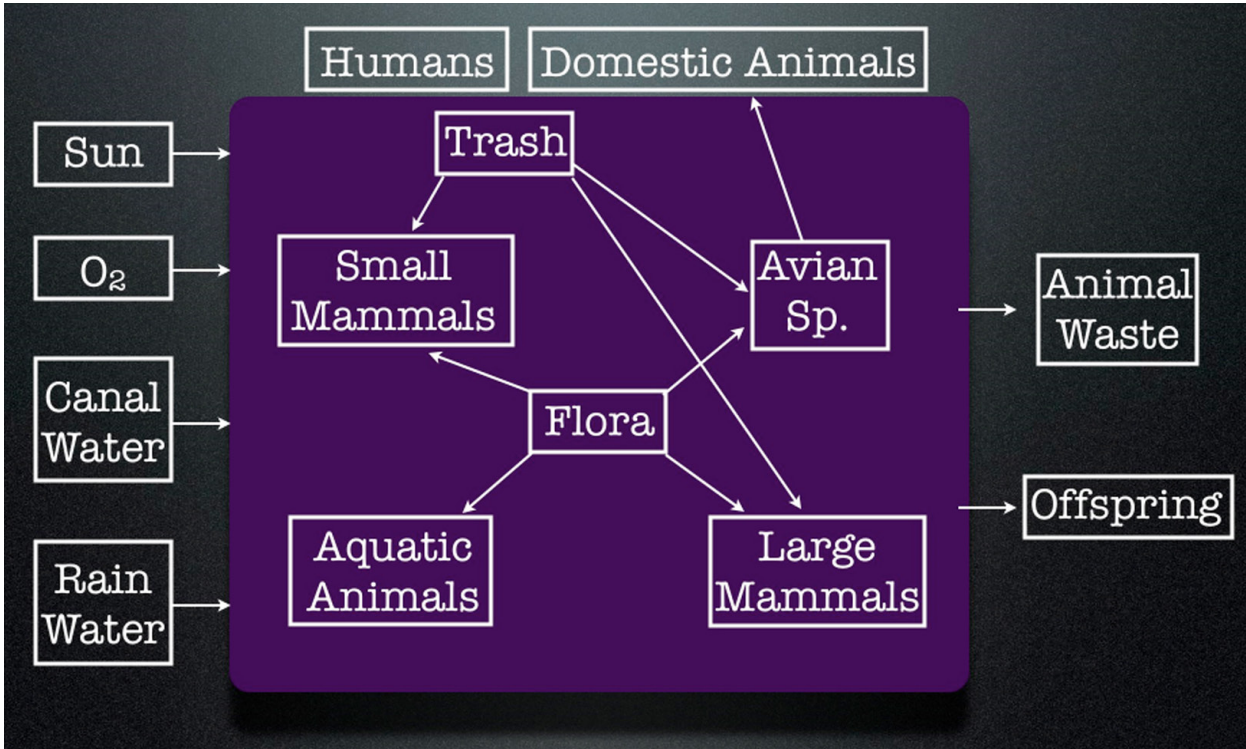 Humans
Domestic Animals
Sun
Trash
O₂
Small
Mammals
Avian
Sp.
Animal
Waste
Canal
Water
Flora
Offspring
Rain
Water
Aquatic
Animals
Large
Mammals